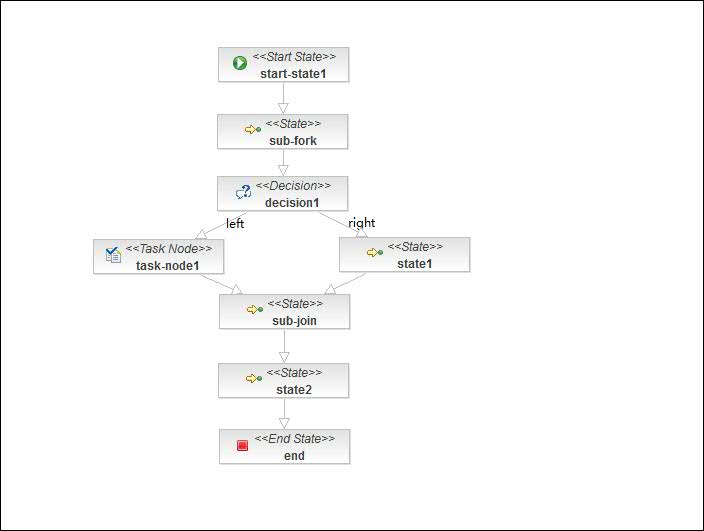 <<Start State>>
start-state1
<<State>>
sub-fork
<<Decision>>
decision1
left
right
<<Task Node>>
task-node1
<<State>>
state1
<<State>>
sub-join
<<State>>
state2
<<End State>>
end